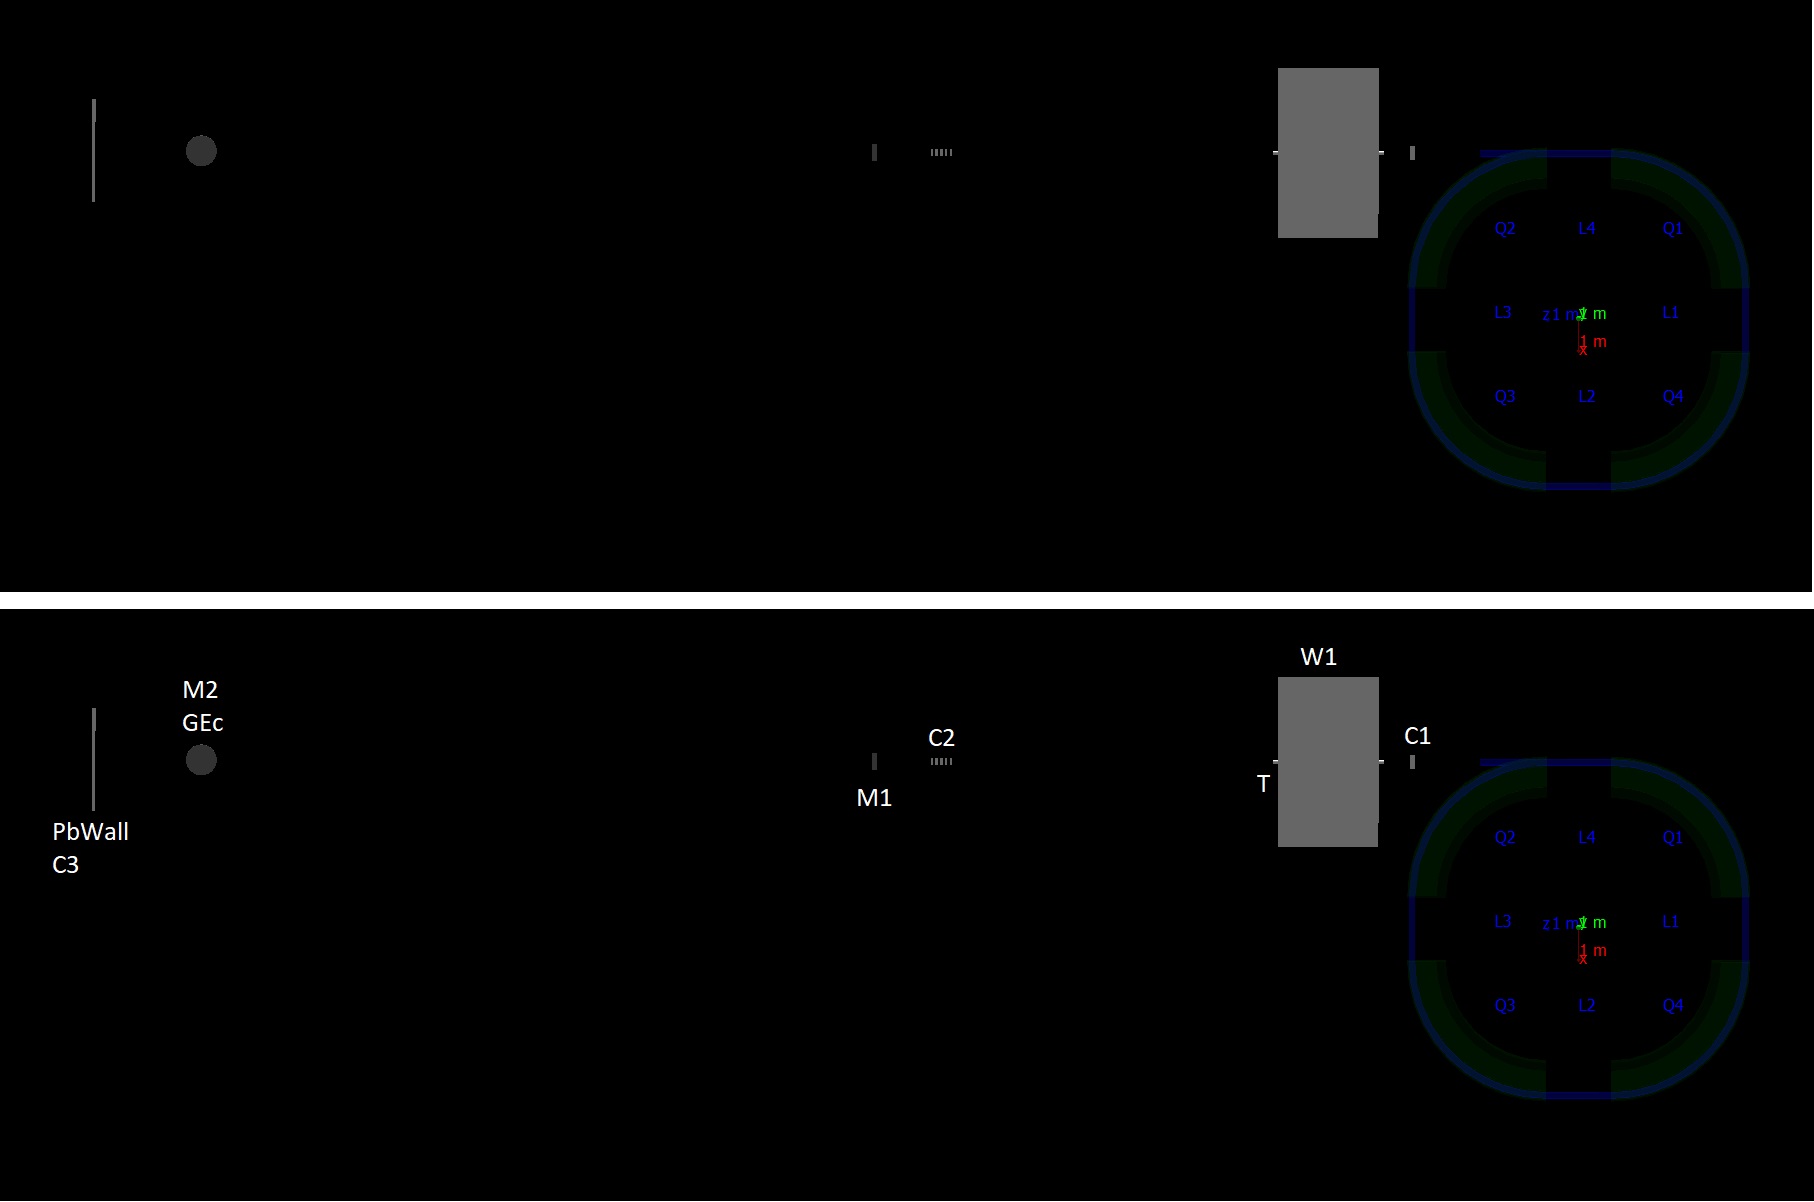 Q2 L4 Q1
L3 z 1 m y 1 m L1
1 m
x
Q3 L2 Q4
W1
M2
GEc
C2
C1
T
M1
PbWall
C3
Q2 L4 Q1
L3 z 1 m y 1 m L1
1 m
x
Q3 L2 Q4